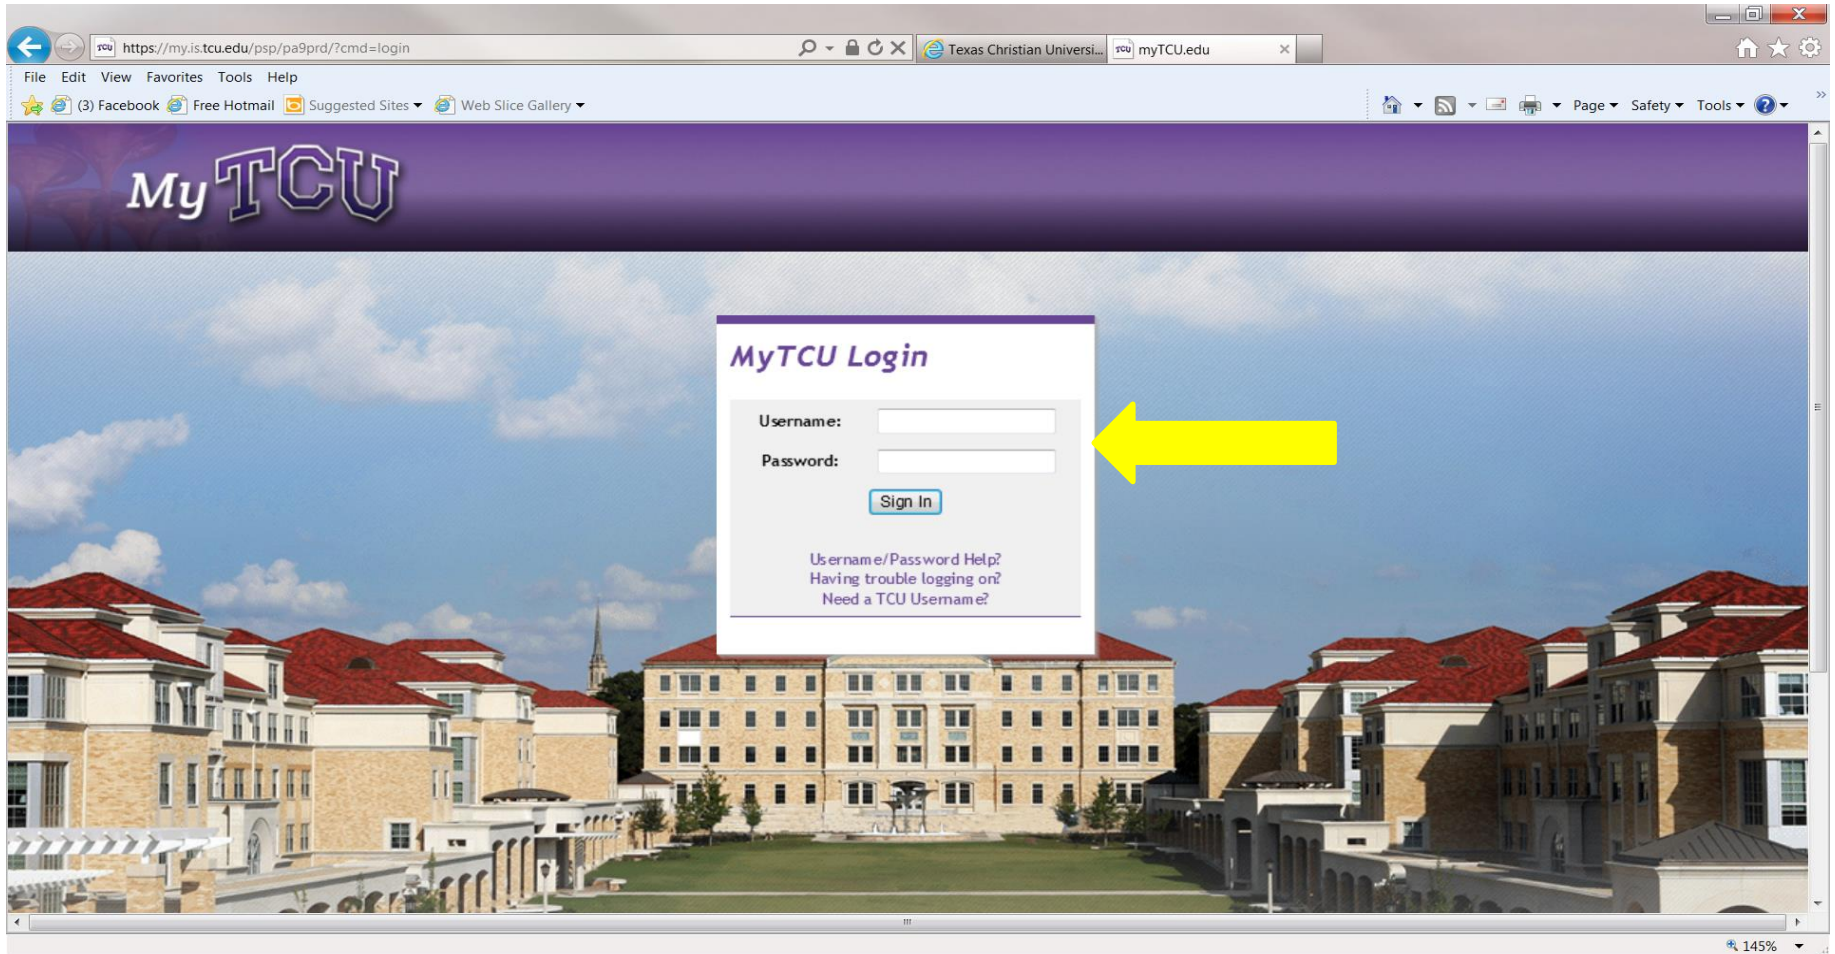 https://my.is.tcu.edu/psp/pa9prd/?cmd=login
Texas Christian Universi...
TCU myTCU.edu
File Edit View Favorites Tools Help
(3) Facebook Free Hotmail Suggested Sites Web Slice Gallery
Page Safety Tools
My TCU
MyTCU Login
Username:
Password:
Sign In
Username/Password Help?
Having trouble logging on?
Need a TCU Username?
145%